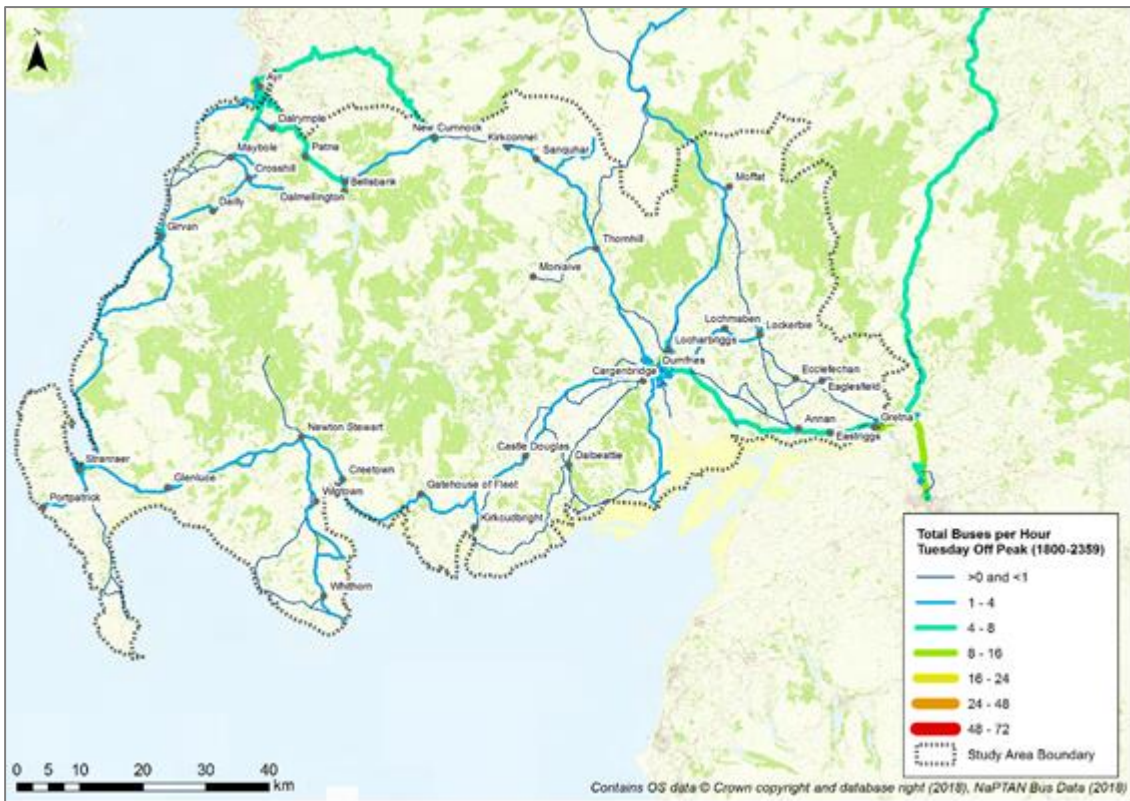 Ayr
Dalrymple
New Cumnock
Kirkconnel
Maybole
Patna
Sanquhar
Crosshill
Moffat
Bellsbank
Dalmellington
Dailly
Girvan
Thornhill
Moniaive
Lochmaben
Lockerbie
Locharbriggs
Dumfries
Cargenbridge
Ecclefechan
Eaglesfield
Gretna
Annan
Eastriggs
Newton Stewart
Castle Douglas
Dalbeattie
Stranraer
Creetown
Glenluce
Gatehouse of Fleet
Wigtown
Portpatrick
Kirkcudbright
Whithorn
Total Buses per Hour
Tuesday Off Peak (1800-2359)
>0 and <1
1 - 4
4 - 8
8 - 16
16 - 24
24 - 48
48 - 72
Study Area Boundary
0 5 10 20 30 40
km
Contains OS data © Crown copyright and database right (2018), NaPTAN Bus Data (2018)